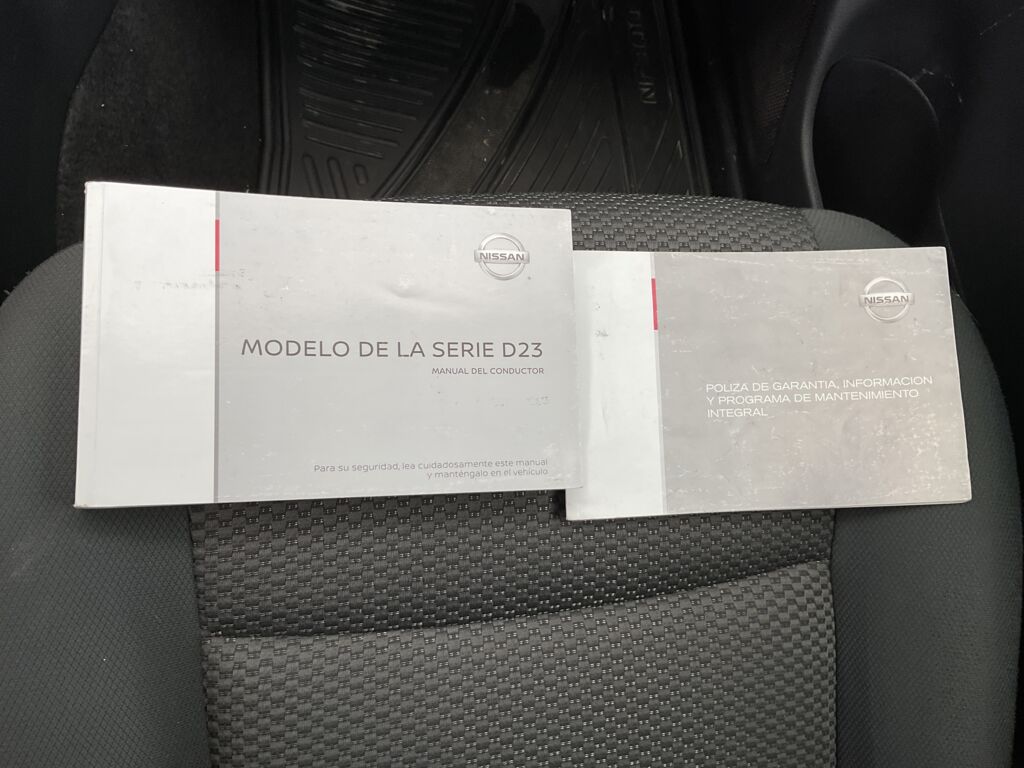 NISSAN
NISSAN
MODELO DE LA SERIE D23
MANUAL DEL CONDUCTOR
Para su seguridad, lea cuidadosamente este manual
y manténgalo en el vehículo
NISSAN
POLIZA DE GARANTIA, INFORMACION
Y PROGRAMA DE MANTENIMIENTO
INTEGRAL